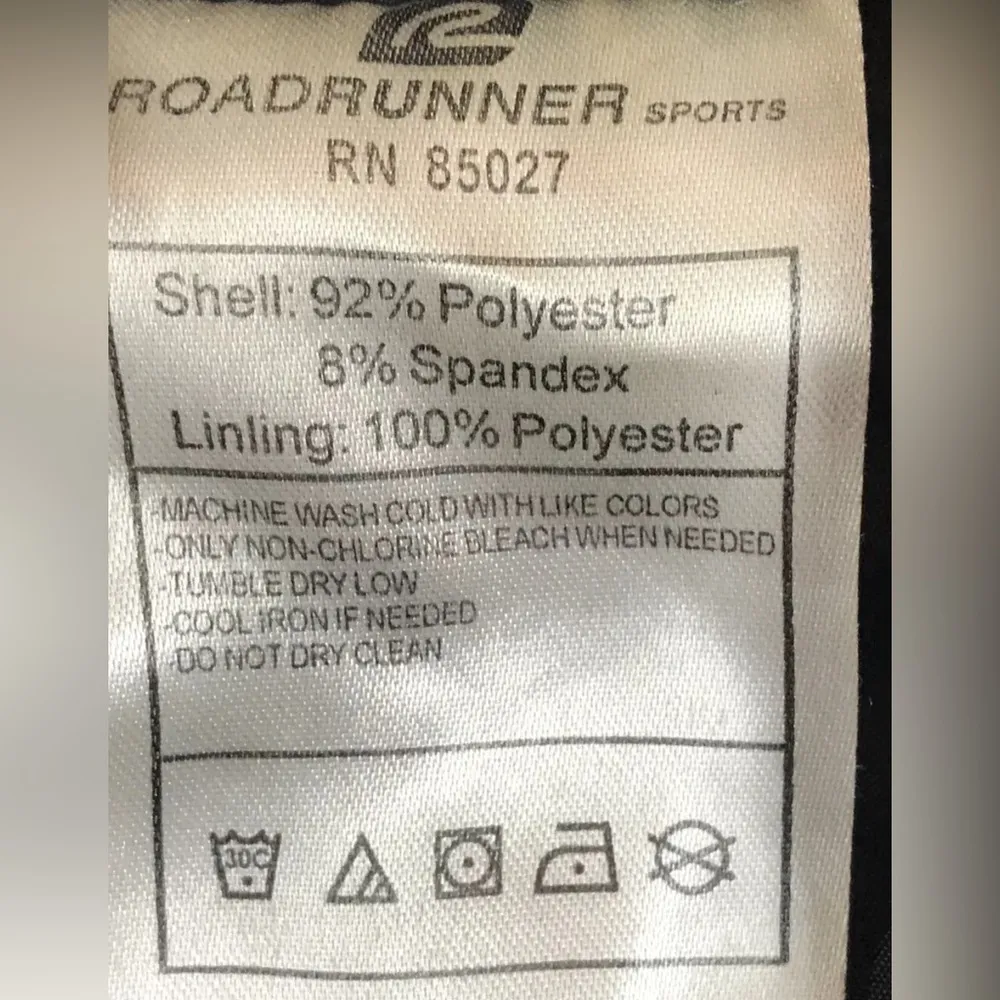 ROADRUNNER SPORTS
RN 85027
Shell: 92% Polyester
8% Spandex
Linling: 100% Polyester
-MACHINE WASH COLD WITH LIKE COLORS
-ONLY NON-CHLORINE BLEACH WHEN NEEDED
-TUMBLE DRY LOW
-COOL IRON IF NEEDED
-DO NOT DRY CLEAN
30C